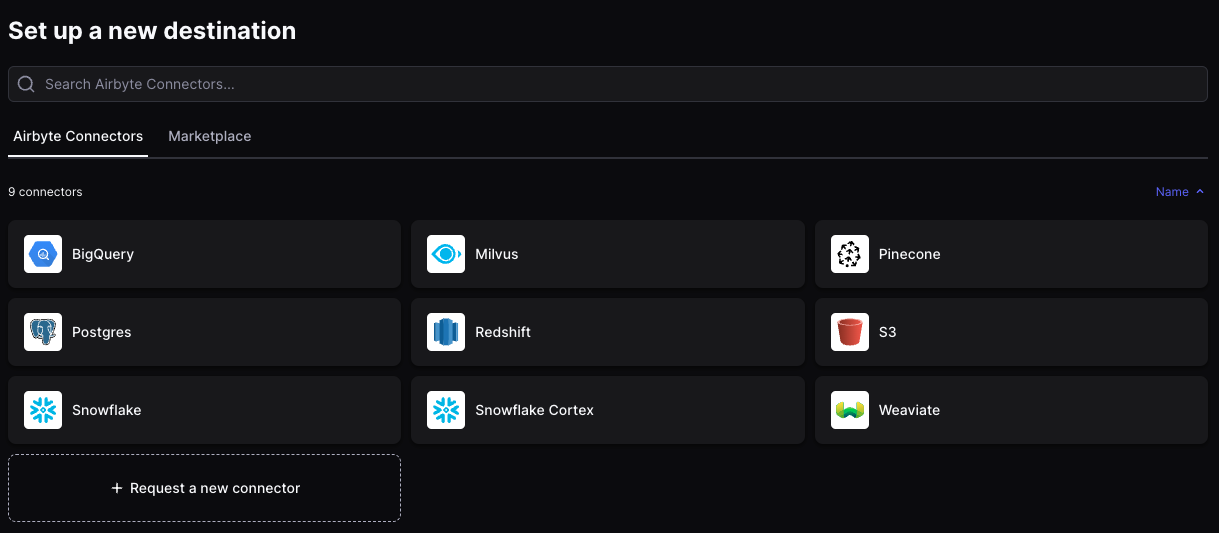 Set up a new destination
Search Airbyte Connectors...
Airbyte Connectors Marketplace
9 connectors Name
BigQuery Milvus Pinecone
Postgres Redshift S3
Snowflake Snowflake Cortex Weaviate
+ Request a new connector